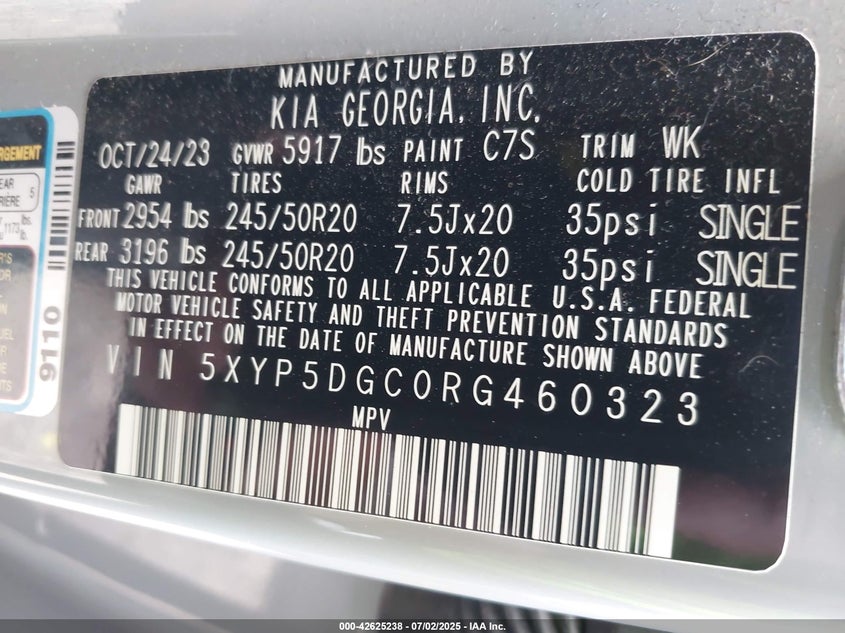 MANUFACTURED BY
KIA GEORGIA, INC.
OCT/24/23 GVWR 5917 lbs PAINT C7S TRIM WK
GAWR TIRES RIMS COLD TIRE INFL
FRONT 2954 lbs 245/50R20 7.5Jx20 35psi SINGLE
REAR 3196 lbs 245/50R20 7.5Jx20 35psi SINGLE
THIS VEHICLE CONFORMS TO ALL APPLICABLE U.S.A. FEDERAL
MOTOR VEHICLE SAFETY AND THEFT PREVENTION STANDARDS
IN EFFECT ON THE DATE OF MANUFACTURE SHOWN ABOVE
VIN 5XYP5DGC0RG460323
MPV
9110
5
000-42625238 - 07/02/2025 - IAA Inc.